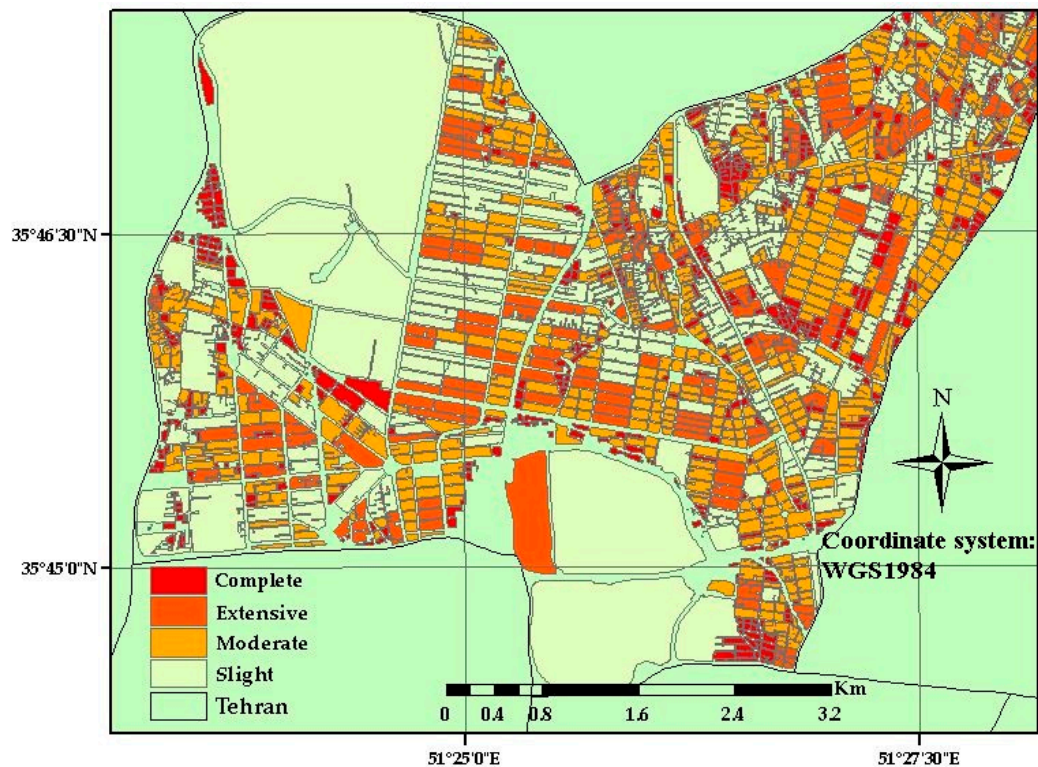 35°46'30"N
N
Coordinate system:
WGS1984
35°45'0"N
Complete
Extensive
Moderate
Slight
Tehran
Km
0 0.4 0.8 1.6 2.4 3.2
51°25'0"E 51°27'30"E